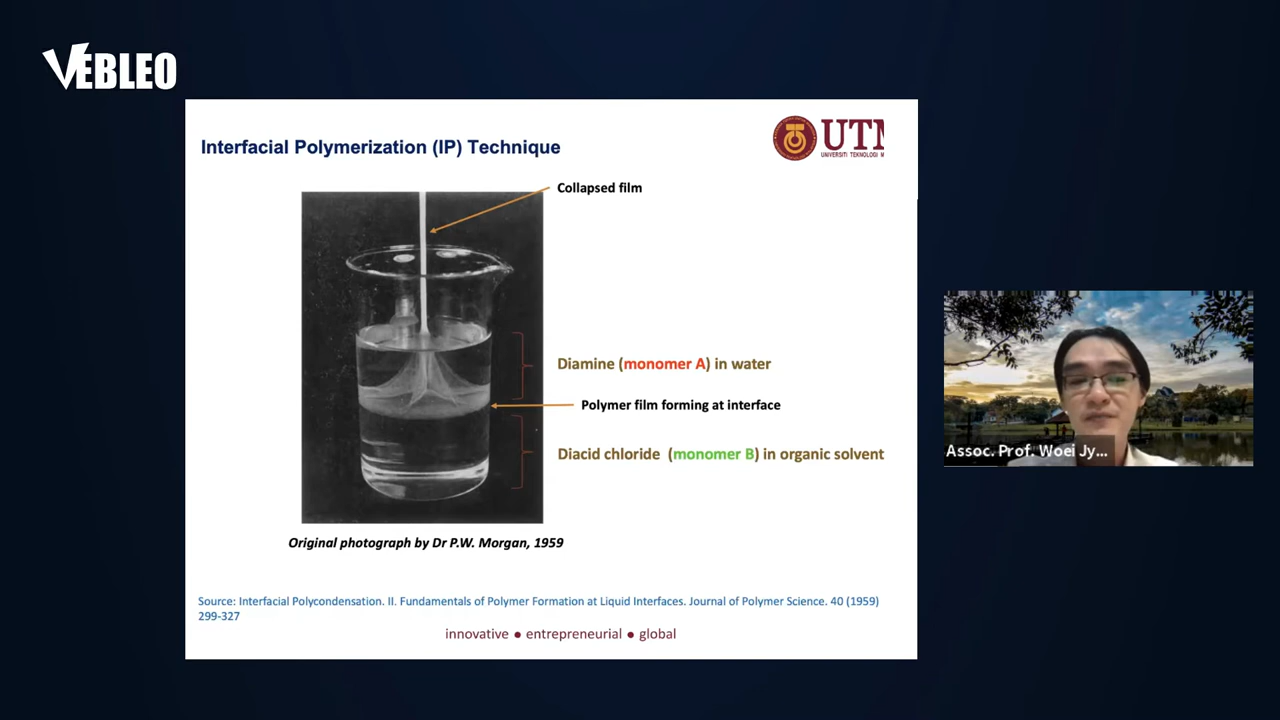 VEBLEO
Interfacial Polymerization (IP) Technique
UTM
UNIVERSITI TEKNOLOGI M
Collapsed film
Diamine (monomer A) in water
Polymer film forming at interface
Diacid chloride (monomer B) in organic solvent
Original photograph by Dr P.W. Morgan, 1959
Source: Interfacial Polycondensation. II. Fundamentals of Polymer Formation at Liquid Interfaces. Journal of Polymer Science. 40 (1959)
299-327
innovative ● entrepreneurial ● global
Assoc. Prof. Woei Jy...